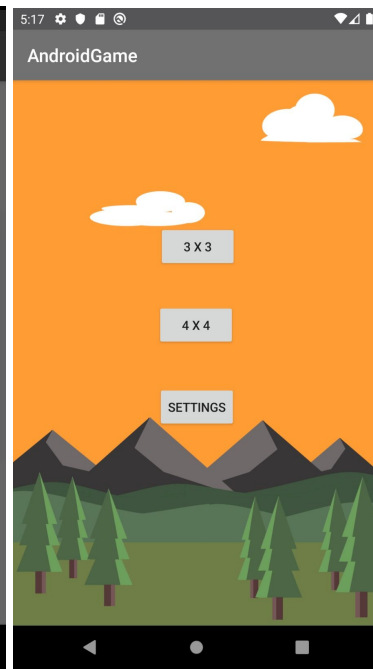 5:17
AndroidGame
3 X 3
4 X 4
SETTINGS